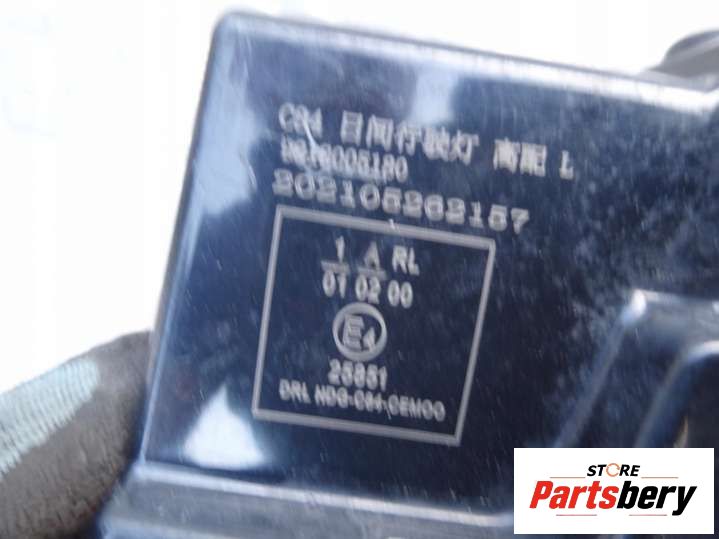 C84 日间行驶灯 高配 L
202105262157
1 A RL
01 02 00
E4
25851
DRL HDG-C84-CEMOO
STORE
Partsbery